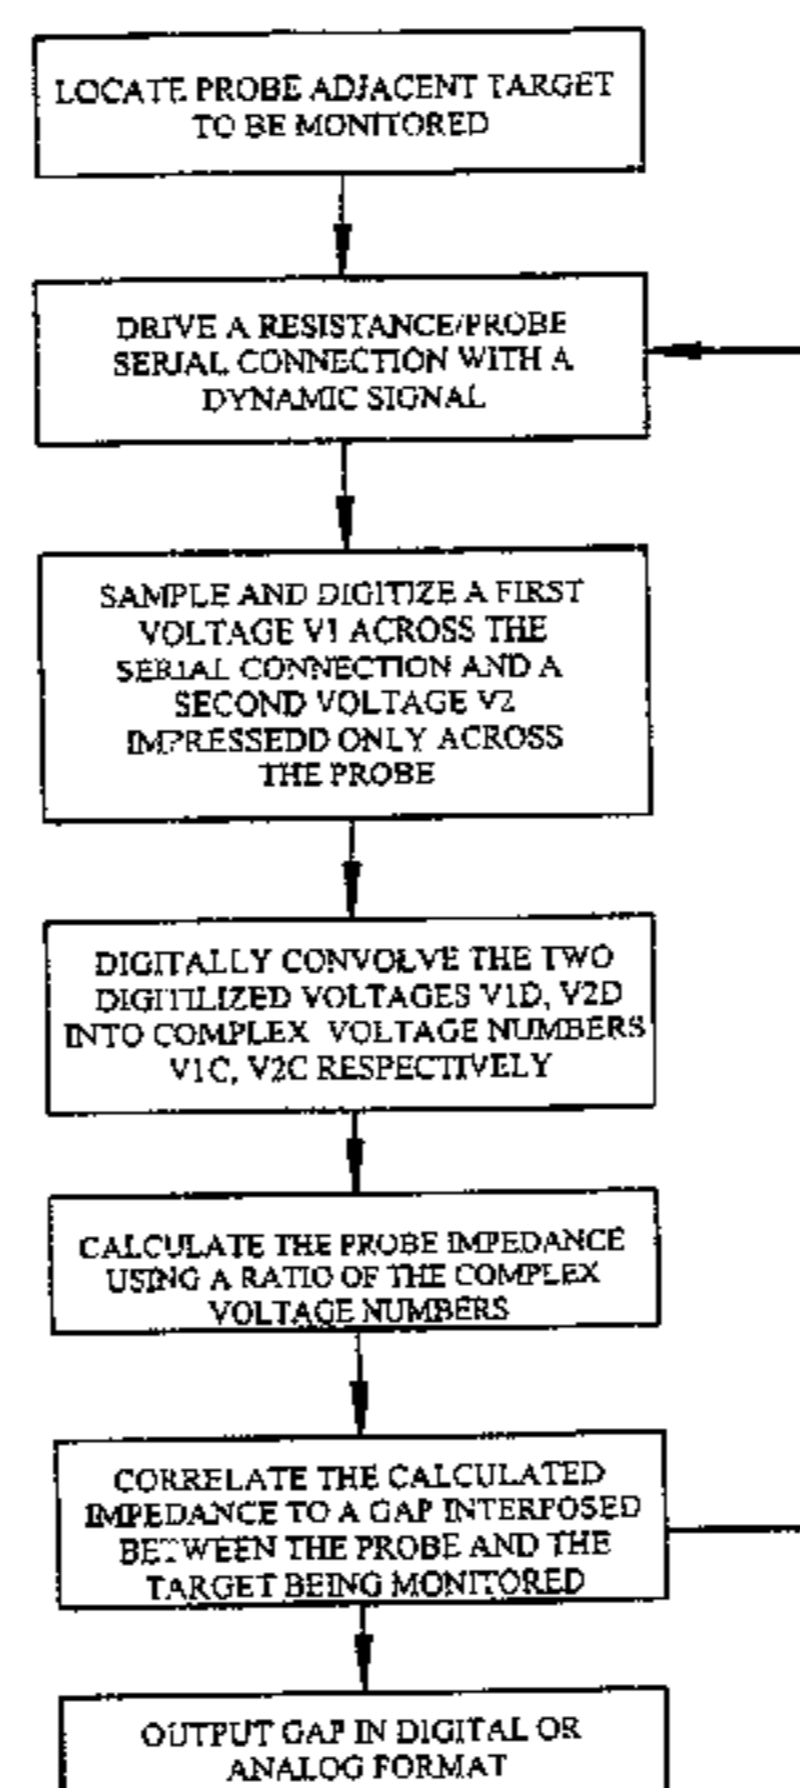 LOCATE PROBE ADJACENT TARGET
TO BE MONITORED
DRIVE A RESISTANCE/PROBE
SERIAL CONNECTION WITH A
DYNAMIC SIGNAL
SAMPLE AND DIGITIZE A FIRST
VOLTAGE V1 ACROSS THE
SERIAL CONNECTION AND A
SECOND VOLTAGE V2
IMPRESSEDD ONLY ACROSS
THE PROBE
DIGITALLY CONVOLVE THE TWO
DIGITILIZED VOLTAGES V1D, V2D
INTO COMPLEX VOLTAGE NUMBERS
V1C, V2C RESPECTIVELY
CALCULATE THE PROBE IMPEDANCE
USING A RATIO OF THE COMPLEX
VOLTAGE NUMBERS
CORRELATE THE CALCULATED
IMPEDANCE TO A GAP INTERPOSED
BETWEEN THE PROBE AND THE
TARGET BEING MONITORED
OUTPUT GAP IN DIGITAL OR
ANALOG FORMAT